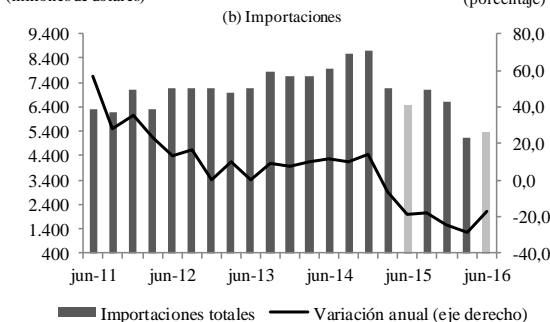 (millones de dólares)
(porcentaje)
(b) Importaciones
9.400 80,0
8.400 60,0
7.400 40,0
6.400
5.400 20,0
4.400 0,0
3.400
2.400 -20,0
1.400
400 -40,0
jun-11 jun-12 jun-13 jun-14 jun-15 jun-16
Importaciones totales Variación anual (eje derecho)